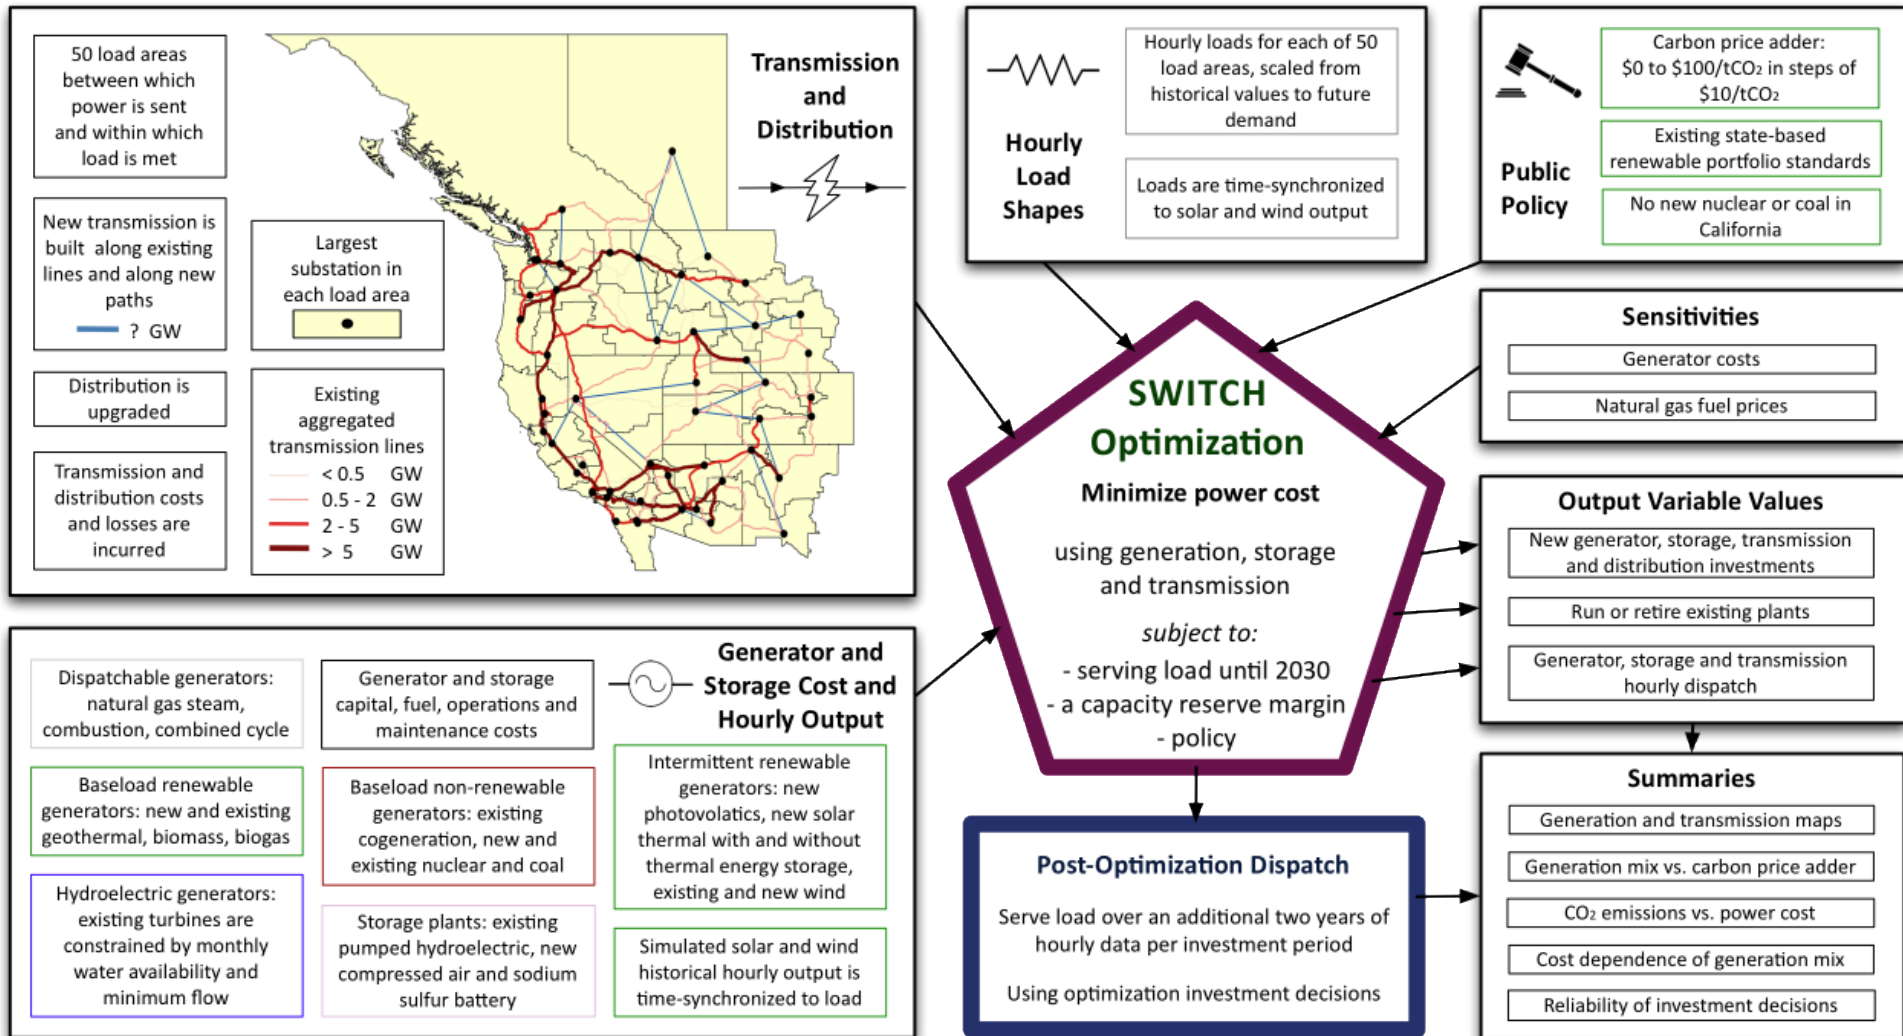 50 load areas
between which
power is sent
and within which
load is met
New transmission is
built along existing
lines and along new
paths
? GW
Distribution is
upgraded
Transmission and
distribution costs
and losses are
incurred
Largest
substation in
each load area
Existing
aggregated
transmission lines
< 0.5 GW
0.5 - 2 GW
2 - 5 GW
> 5 GW
Transmission
and
Distribution
Hourly
Load
Shapes
Hourly loads for each of 50
load areas, scaled from
historical values to future
demand
Loads are time-synchronized
to solar and wind output
Public
Policy
Carbon price adder:
$0 to $100/tCO₂ in steps of
$10/tCO₂
Existing state-based
renewable portfolio standards
No new nuclear or coal in
California
Sensitivities
Generator costs
Natural gas fuel prices
SWITCH
Optimization
Minimize power cost
using generation, storage
and transmission
subject to:
- serving load until 2030
- a capacity reserve margin
- policy
Output Variable Values
New generator, storage, transmission
and distribution investments
Run or retire existing plants
Generator, storage and transmission
hourly dispatch
Generator and
Storage Cost and
Hourly Output
Dispatchable generators:
natural gas steam,
combustion, combined cycle
Baseload renewable
generators: new and existing
geothermal, biomass, biogas
Hydroelectric generators:
existing turbines are
constrained by monthly
water availability and
minimum flow
Generator and storage
capital, fuel, operations and
maintenance costs
Baseload non-renewable
generators: existing
cogeneration, new and
existing nuclear and coal
Storage plants: existing
pumped hydroelectric, new
compressed air and sodium
sulfur battery
Intermittent renewable
generators: new
photovolatics, new solar
thermal with and without
thermal energy storage,
existing and new wind
Simulated solar and wind
historical hourly output is
time-synchronized to load
Post-Optimization Dispatch
Serve load over an additional two years of
hourly data per investment period
Using optimization investment decisions
Summaries
Generation and transmission maps
Generation mix vs. carbon price adder
CO₂ emissions vs. power cost
Cost dependence of generation mix
Reliability of investment decisions